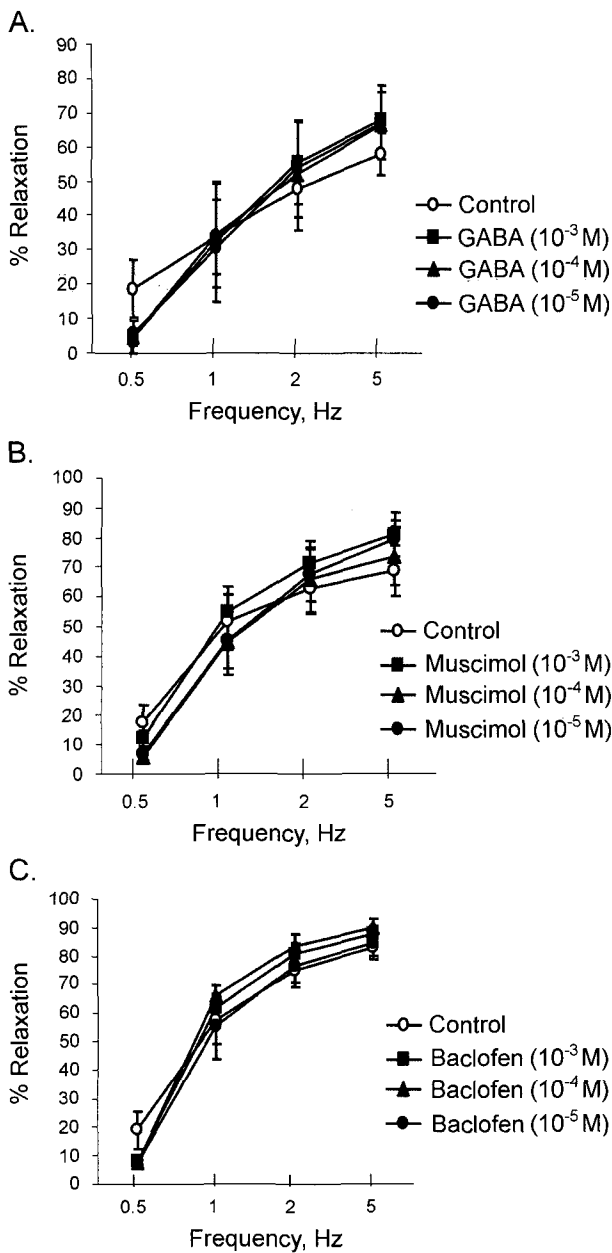 A.
90
80
70
60
50
40
30
20
10
0
% Relaxation
0.5 1 2 5
Frequency, Hz
Control
GABA (10⁻³ M)
GABA (10⁻⁴ M)
GABA (10⁻⁵ M)
B.
100
90
80
70
60
50
40
30
20
10
0
% Relaxation
0.5 1 2 5
Frequency, Hz
Control
Muscimol (10⁻³ M)
Muscimol (10⁻⁴ M)
Muscimol (10⁻⁵ M)
C.
100
90
80
70
60
50
40
30
20
10
0
% Relaxation
0.5 1 2 5
Frequency, Hz
Control
Baclofen (10⁻³ M)
Baclofen (10⁻⁴ M)
Baclofen (10⁻⁵ M)